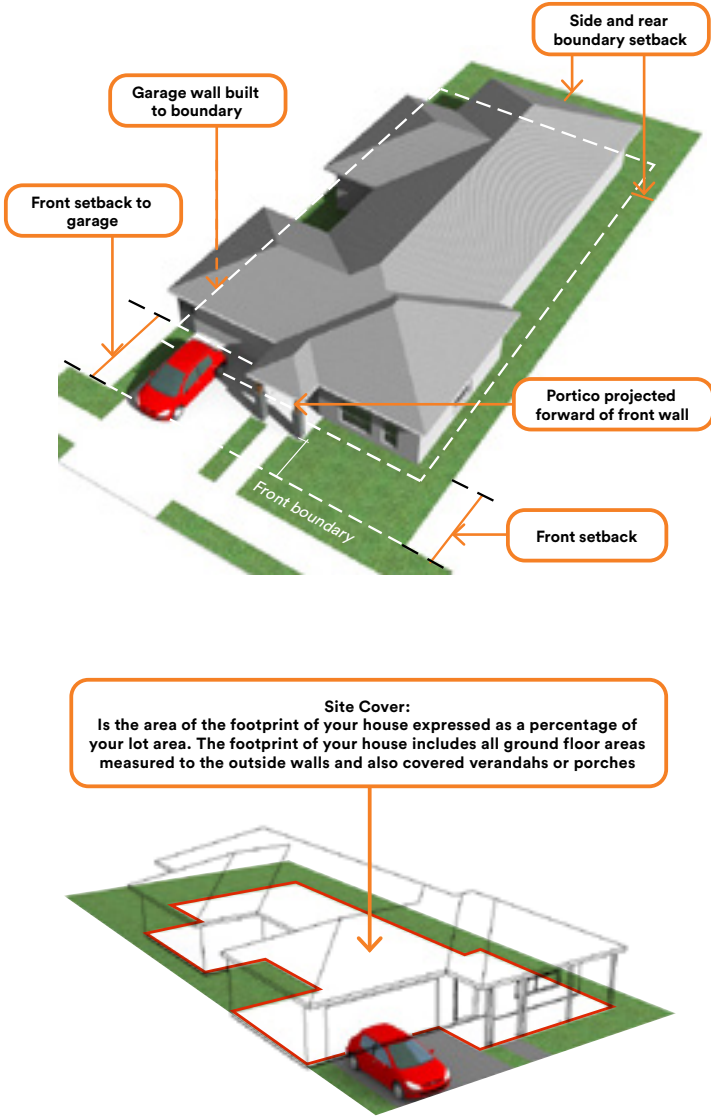 Side and rear
boundary setback
Garage wall built
to boundary
Front setback to
garage
Portico projected
forward of front wall
Front boundary
Front setback
Site Cover:
Is the area of the footprint of your house expressed as a percentage of
your lot area. The footprint of your house includes all ground floor areas
measured to the outside walls and also covered verandahs or porches